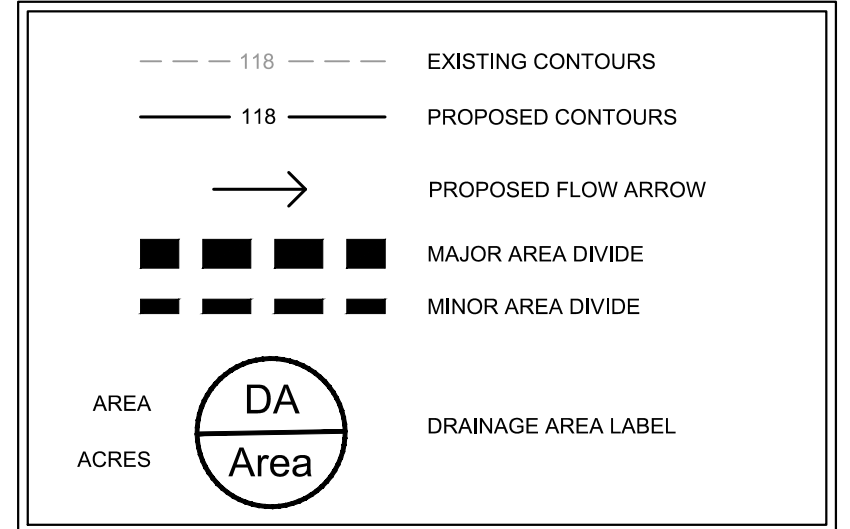 118 EXISTING CONTOURS
118 PROPOSED CONTOURS
PROPOSED FLOW ARROW
MAJOR AREA DIVIDE
MINOR AREA DIVIDE
AREA DA
DRAINAGE AREA LABEL
ACRES Area